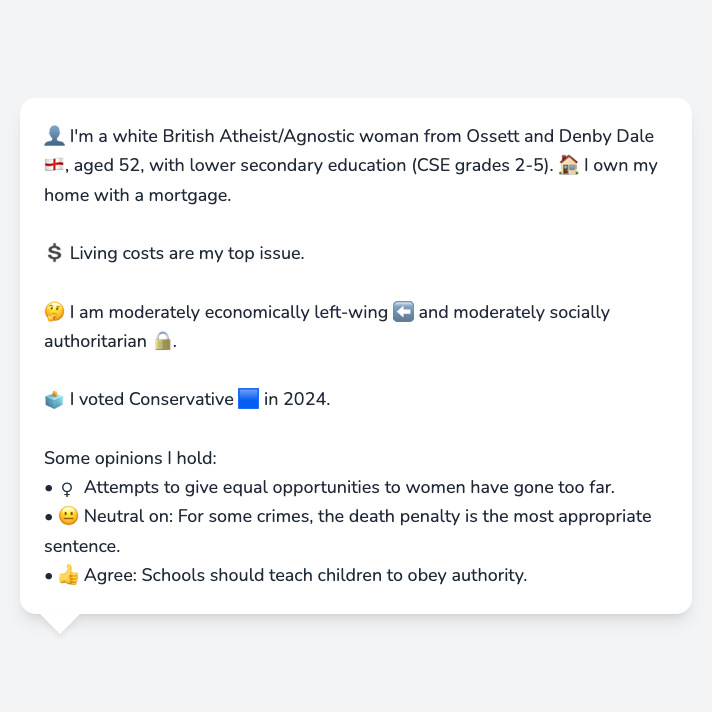 👤 I'm a white British Atheist/Agnostic woman from Ossett and Denby Dale
🏴󠁧󠁢󠁥󠁮󠁧󠁿, aged 52, with lower secondary education (CSE grades 2-5). 🏠 I own my
home with a mortgage.
💲 Living costs are my top issue.
🤔 I am moderately economically left-wing ⬅️ and moderately socially
authoritarian 🔒.
🗳️ I voted Conservative 🟦 in 2024.
Some opinions I hold:
• ♀ Attempts to give equal opportunities to women have gone too far.
• 😐 Neutral on: For some crimes, the death penalty is the most appropriate
sentence.
• 👍 Agree: Schools should teach children to obey authority.